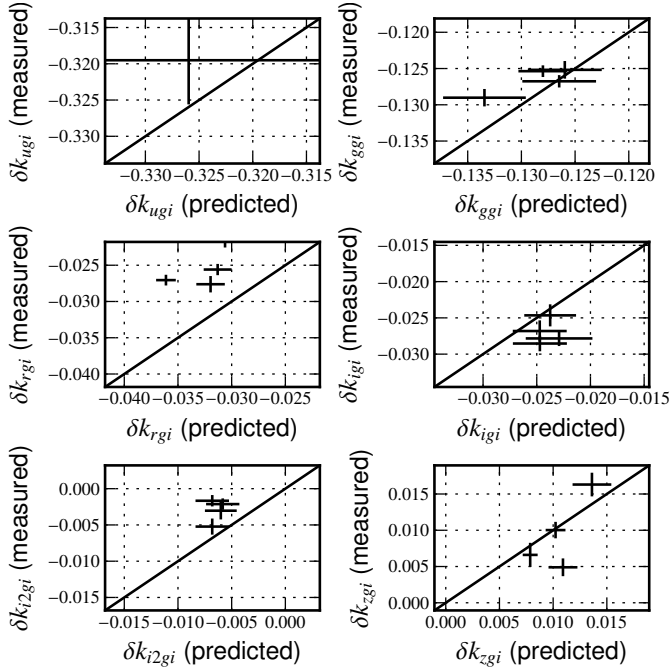 −0.315
−0.320
−0.325
−0.330
δk_ugi (measured)
−0.330 −0.325 −0.320 −0.315
δk_ugi (predicted)
−0.120
−0.125
−0.130
−0.135
δk_ggi (measured)
−0.135 −0.130 −0.125 −0.120
δk_ggi (predicted)
−0.025
−0.030
−0.035
−0.040
δk_rgi (measured)
−0.040 −0.035 −0.030 −0.025
δk_rgi (predicted)
−0.015
−0.020
−0.025
−0.030
δk_igi (measured)
−0.030 −0.025 −0.020 −0.015
δk_igi (predicted)
0.000
−0.005
−0.010
−0.015
δk_i2gi (measured)
−0.015 −0.010 −0.005 0.000
δk_i2gi (predicted)
0.015
0.010
0.005
0.000
δk_zgi (measured)
0.000 0.005 0.010 0.015
δk_zgi (predicted)